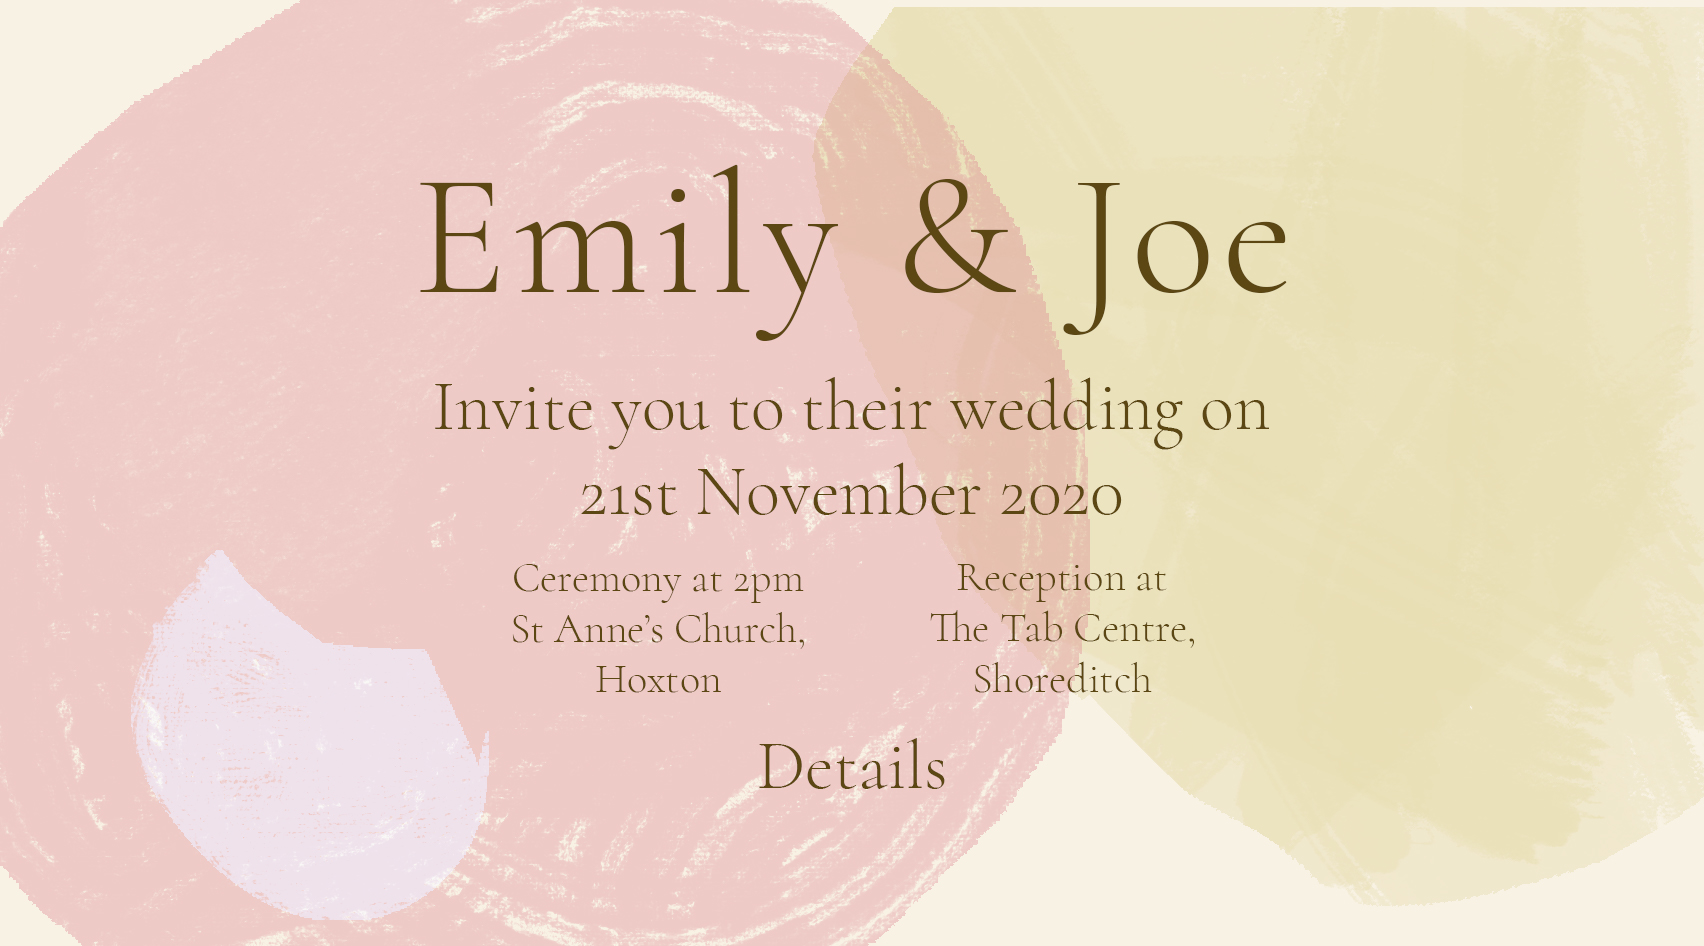 Emily & Joe
Invite you to their wedding on
21st November 2020
Ceremony at 2pm
St Anne’s Church,
Hoxton
Reception at
The Tab Centre,
Shoreditch
Details